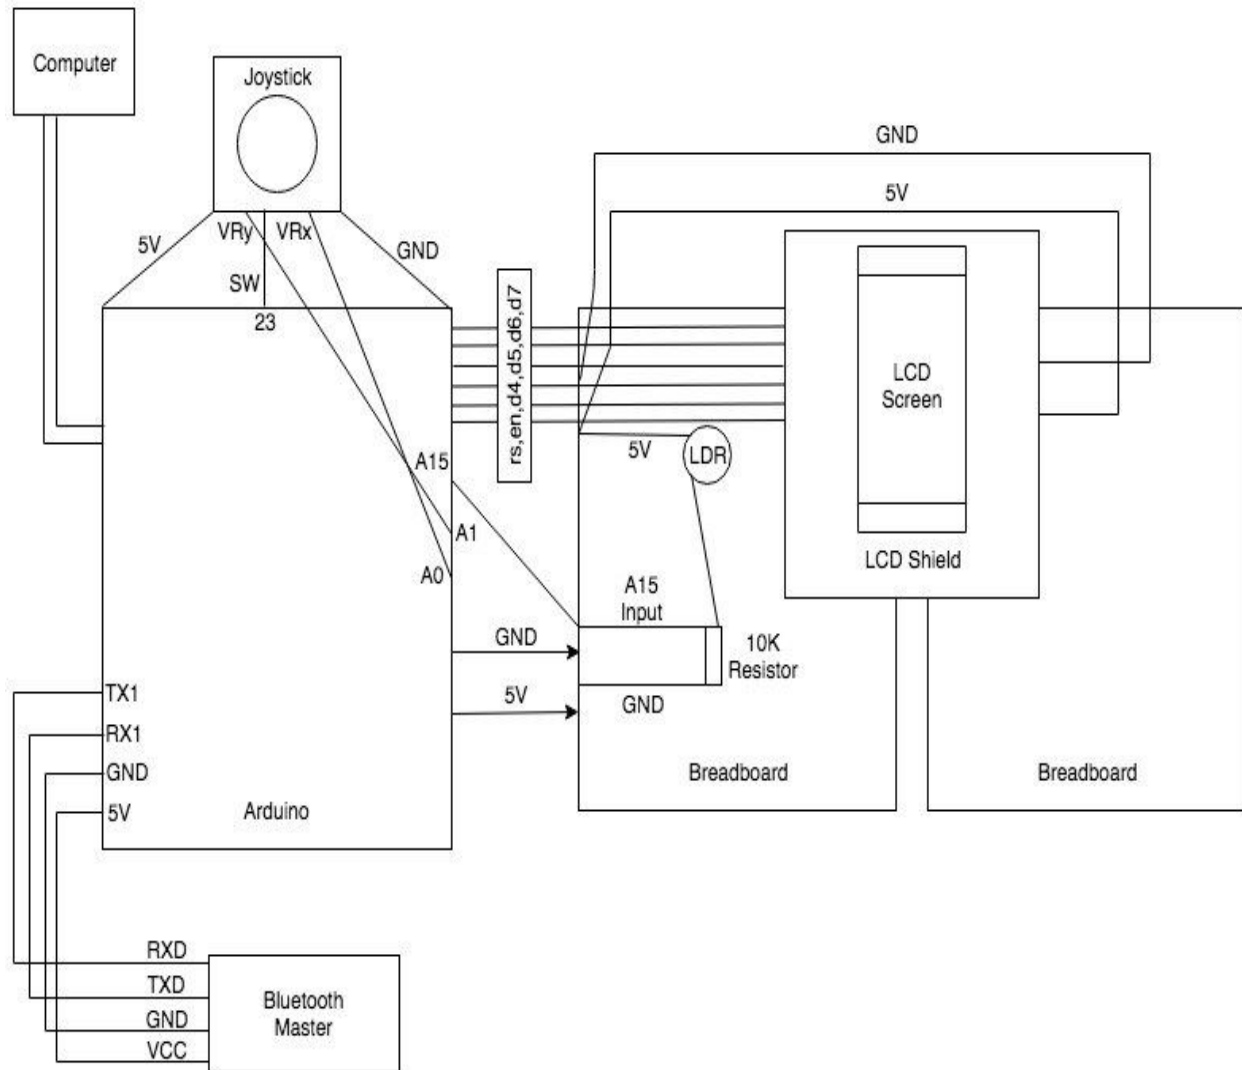 Computer
Joystick
GND
5V
VRy
VRx
5V
GND
SW
23
rs,en,d4,d5,d6,d7
LCD
Screen
A15
5V
LDR
A1
A0
LCD Shield
A15
Input
GND
10K
Resistor
5V
GND
TX1
RX1
GND
5V
Arduino
Breadboard
Breadboard
RXD
TXD
GND
VCC
Bluetooth
Master